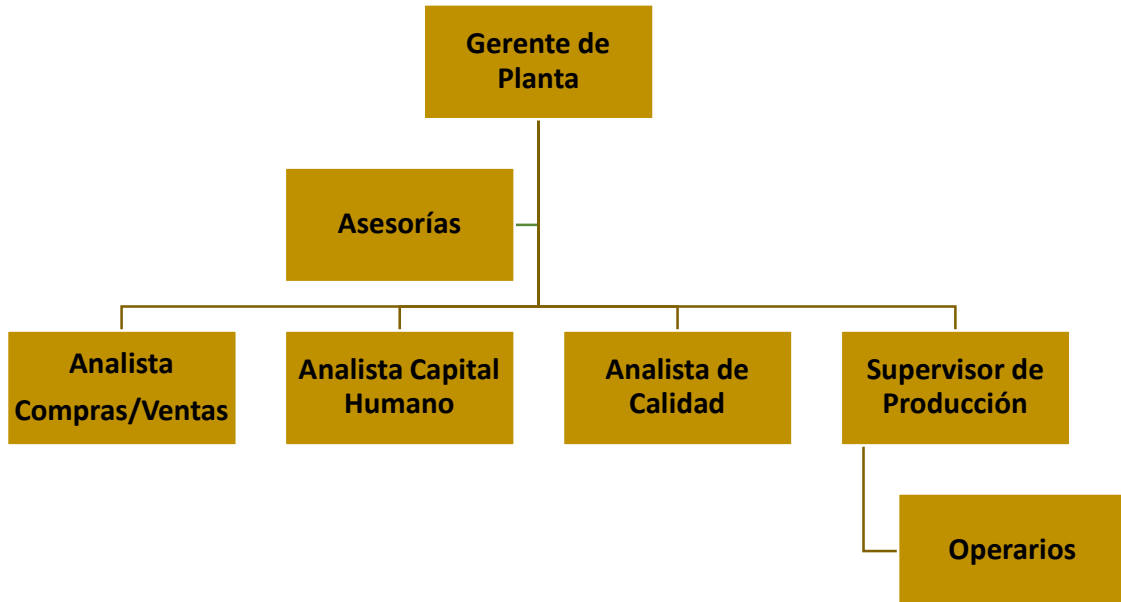 Gerente de
Planta
Asesorías
Analista
Compras/Ventas
Analista Capital
Humano
Analista de
Calidad
Supervisor de
Producción
Operarios